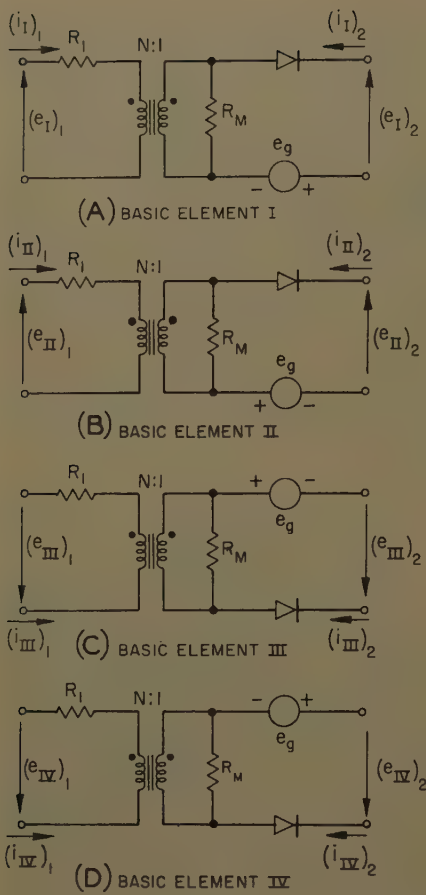 (i_I)_1 R_1 N:1 (i_I)_2
(e_I)_1 R_M e_g (e_I)_2
- +
(A) BASIC ELEMENT I
(i_II)_1 R_1 N:1 (i_II)_2
(e_II)_1 R_M e_g (e_II)_2
+ -
(B) BASIC ELEMENT II
R_1 N:1 + -
e_g
(e_III)_1 R_M (e_III)_2
(i_III)_1 (i_III)_2
(C) BASIC ELEMENT III
R_1 N:1 - +
e_g
(e_IV)_1 R_M (e_IV)_2
(i_IV)_1 (i_IV)_2
(D) BASIC ELEMENT IV